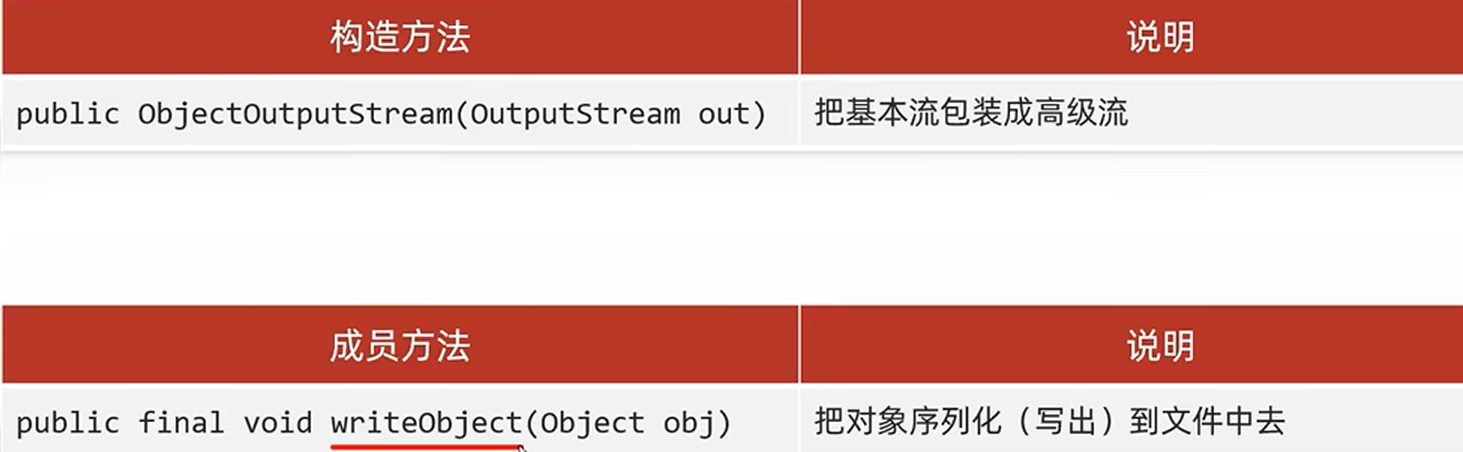 构造方法 说明
public ObjectOutputStream(OutputStream out) 把基本流包装成高级流
成员方法 说明
public final void writeObject(Object obj) 把对象序列化（写出）到文件中去